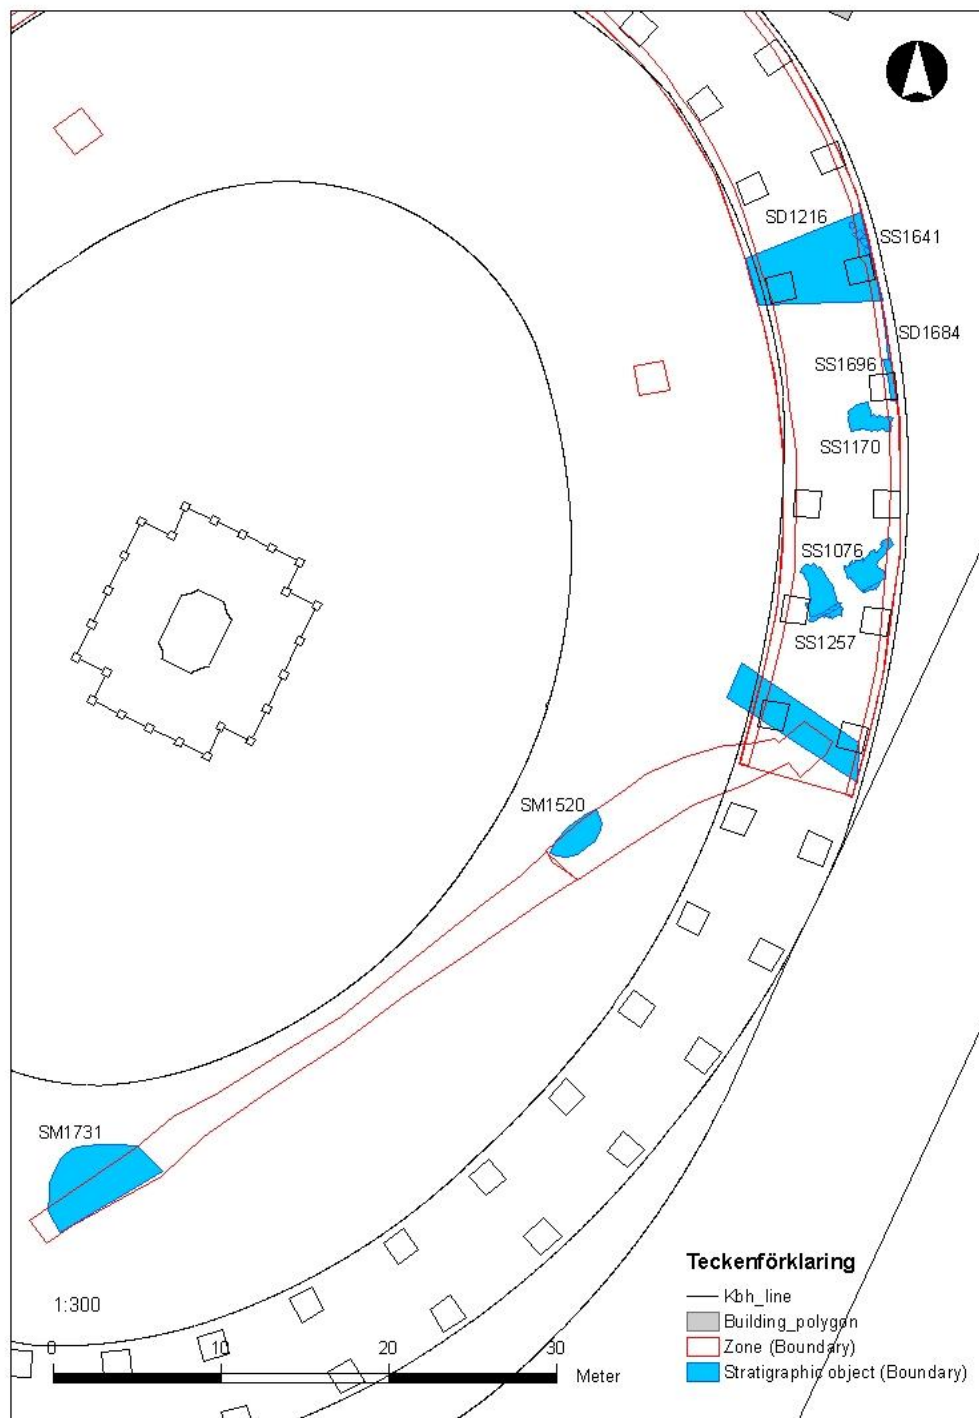 SD1216
SS1641
SD1684
SS1696
SS1170
SS1076
SS1257
SM1520
SM1731
1:300
0 10 20 30
Meter
Teckenförklaring
Kbh_line
Building_polygon
Zone (Boundary)
Stratigraphic object (Boundary)